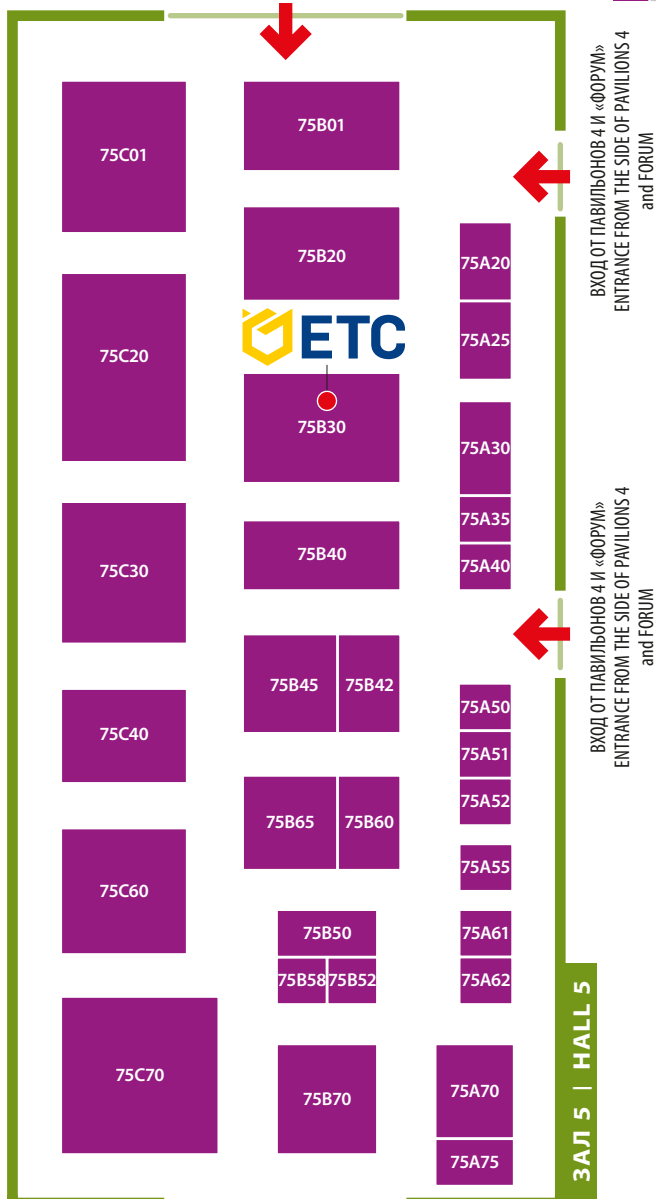 75C01
75B01
75B20
75A20
75C20
ETC
75A25
75B30
75A30
75A35
75B40
75A40
75C30
75B45
75B42
75A50
75C40
75A51
75A52
75B65
75B60
75A55
75C60
75B50
75A61
75B58
75B52
75A62
75C70
75B70
75A70
75A75
ВХОД ОТ ПАВИЛЬОНОВ 4 И «ФОРУМ»
ENTRANCE FROM THE SIDE OF PAVILIONS 4
and FORUM
ВХОД ОТ ПАВИЛЬОНОВ 4 И «ФОРУМ»
ENTRANCE FROM THE SIDE OF PAVILIONS 4
and FORUM
ЗАЛ 5 | HALL 5